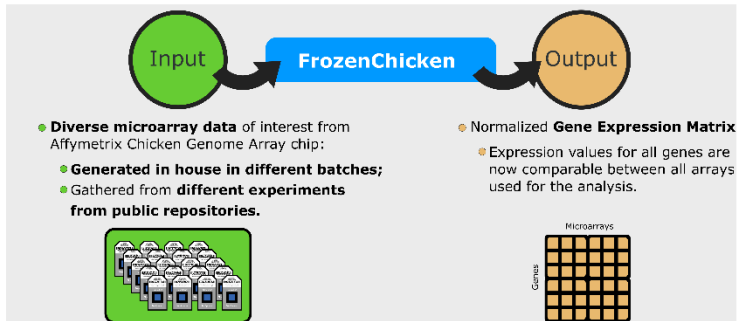 Input
FrozenChicken
Output
Diverse microarray data of interest from
Affymetrix Chicken Genome Array chip:
Generated in house in different batches;
Gathered from different experiments
from public repositories.
Normalized Gene Expression Matrix
Expression values for all genes are
now comparable between all arrays
used for the analysis.
Microarrays
Genes